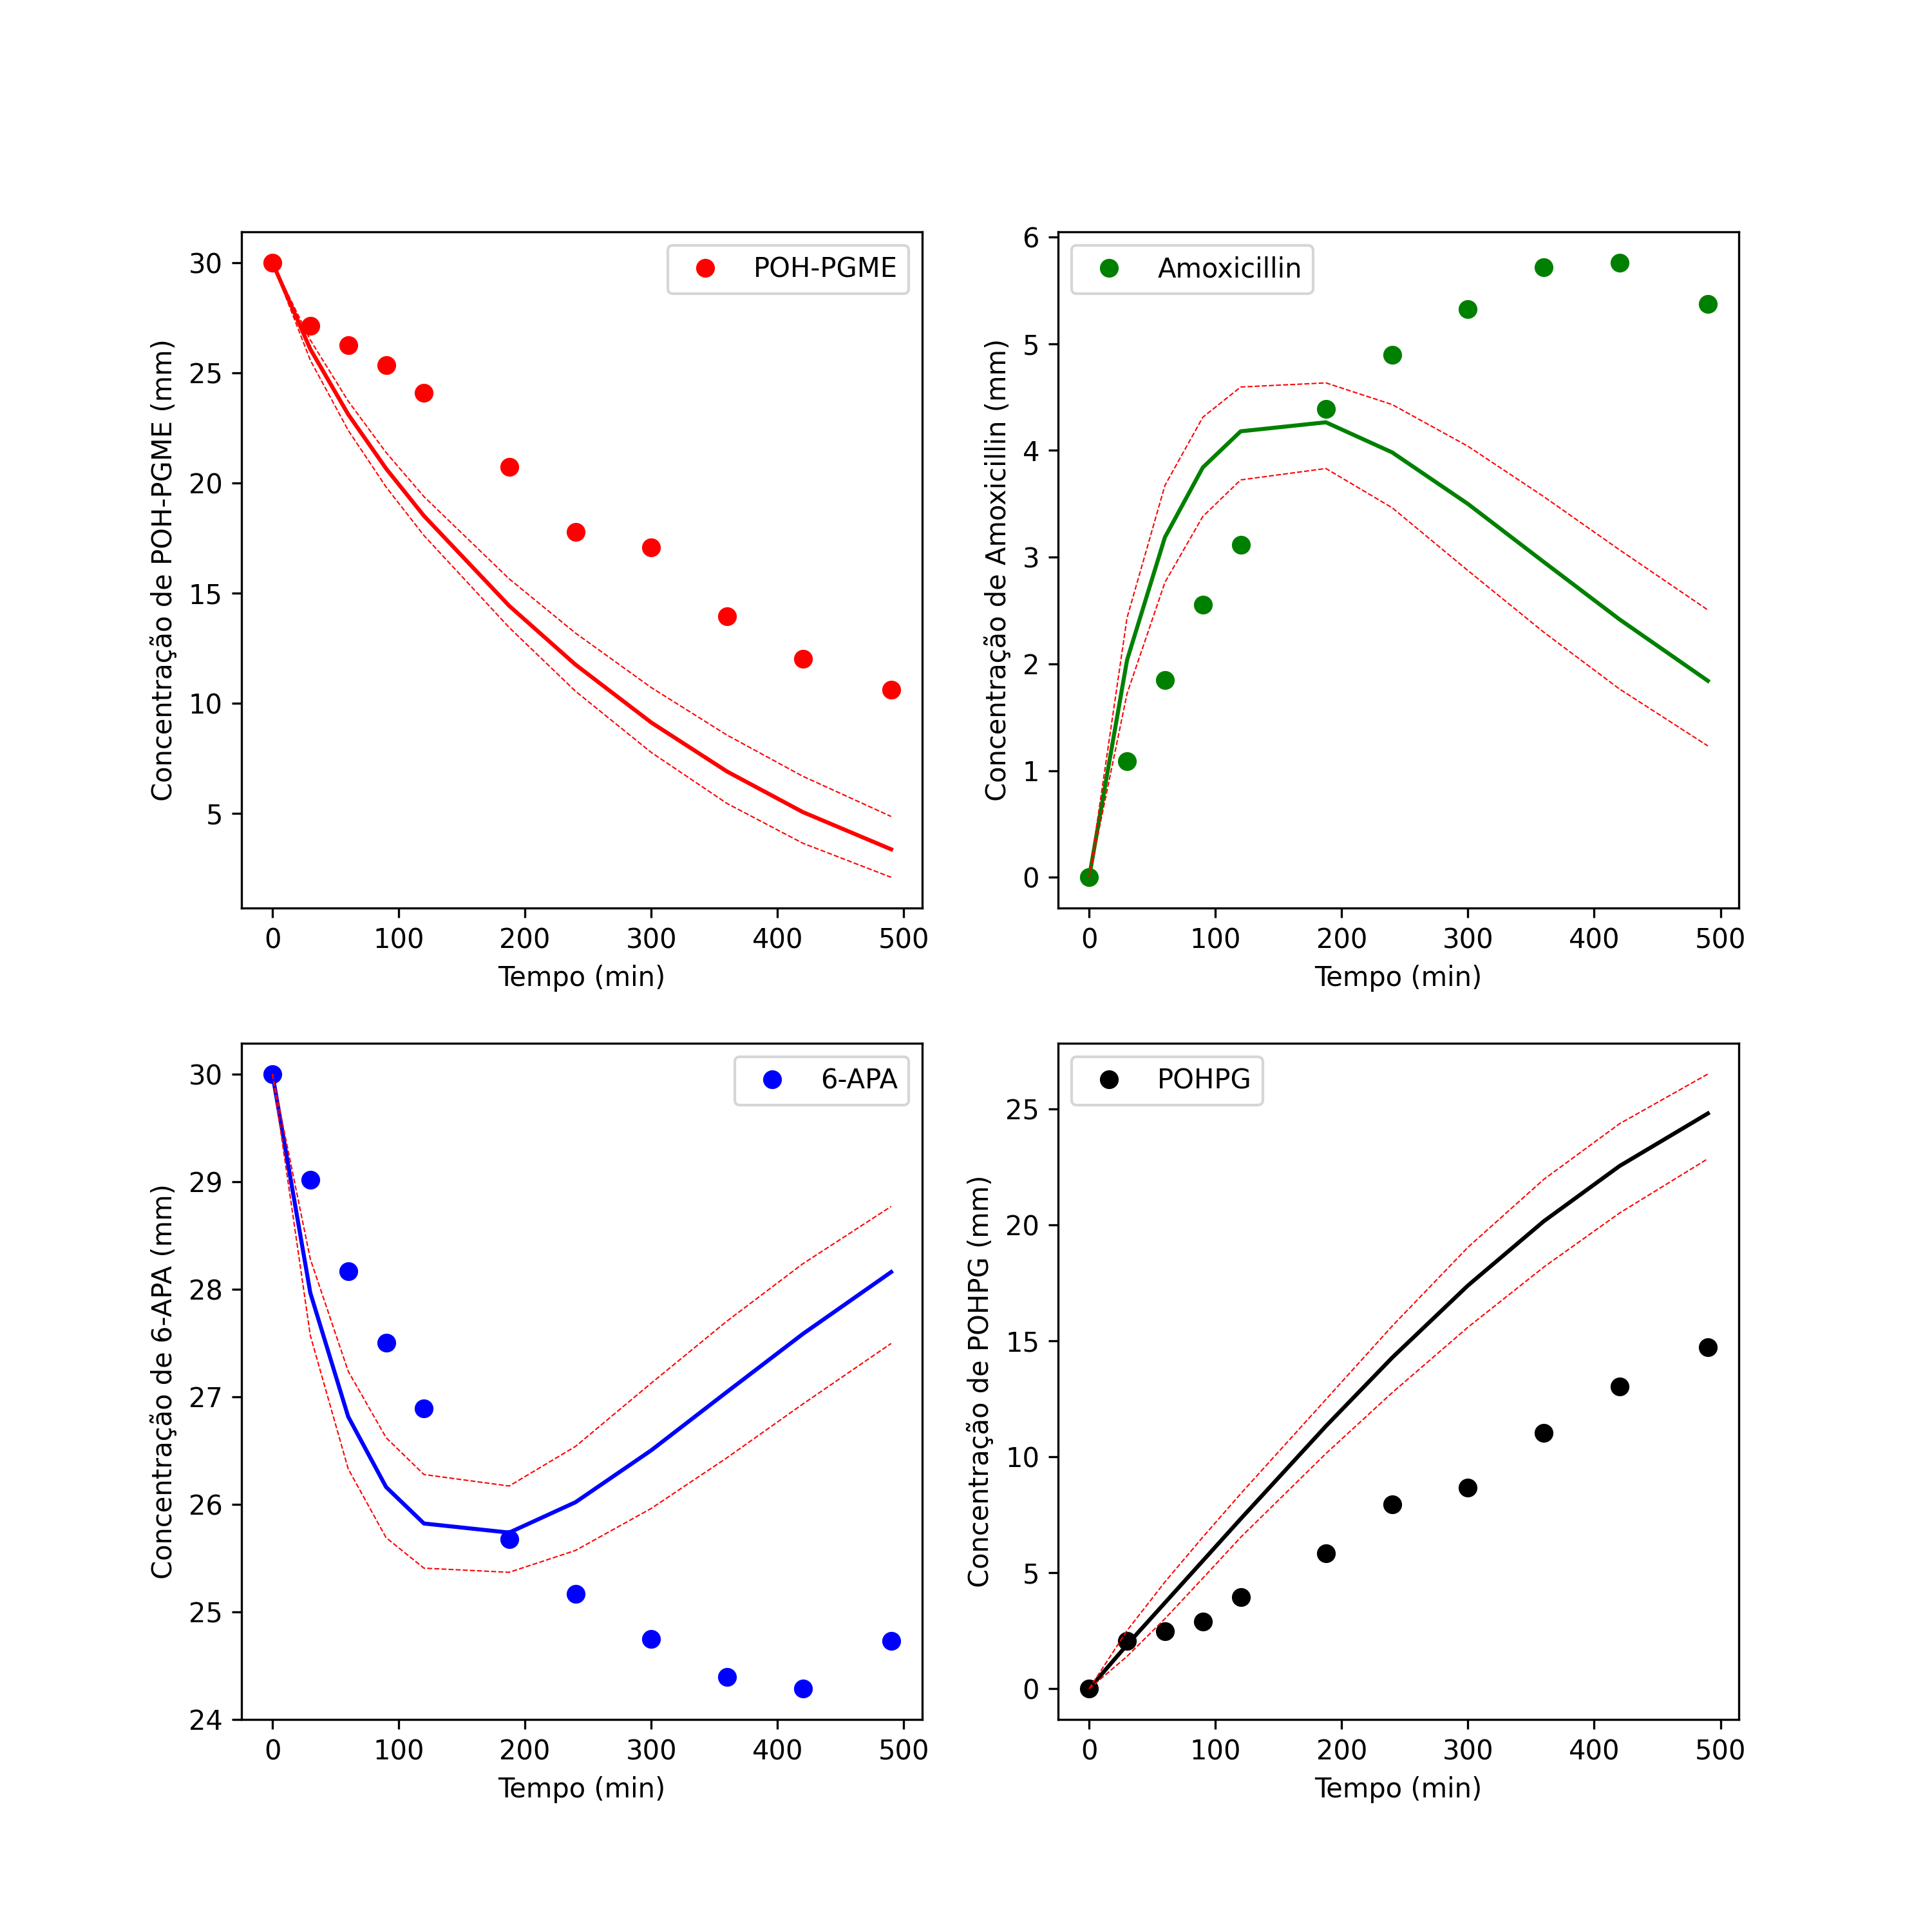 POH-PGME
Concentração de POH-PGME (mm)
30
25
20
15
10
5
0 100 200 300 400 500
Tempo (min)
Amoxicillin
Concentração de Amoxicillin (mm)
6
5
4
3
2
1
0
0 100 200 300 400 500
Tempo (min)
6-APA
Concentração de 6-APA (mm)
30
29
28
27
26
25
24
0 100 200 300 400 500
Tempo (min)
POHPG
Concentração de POHPG (mm)
25
20
15
10
5
0
0 100 200 300 400 500
Tempo (min)